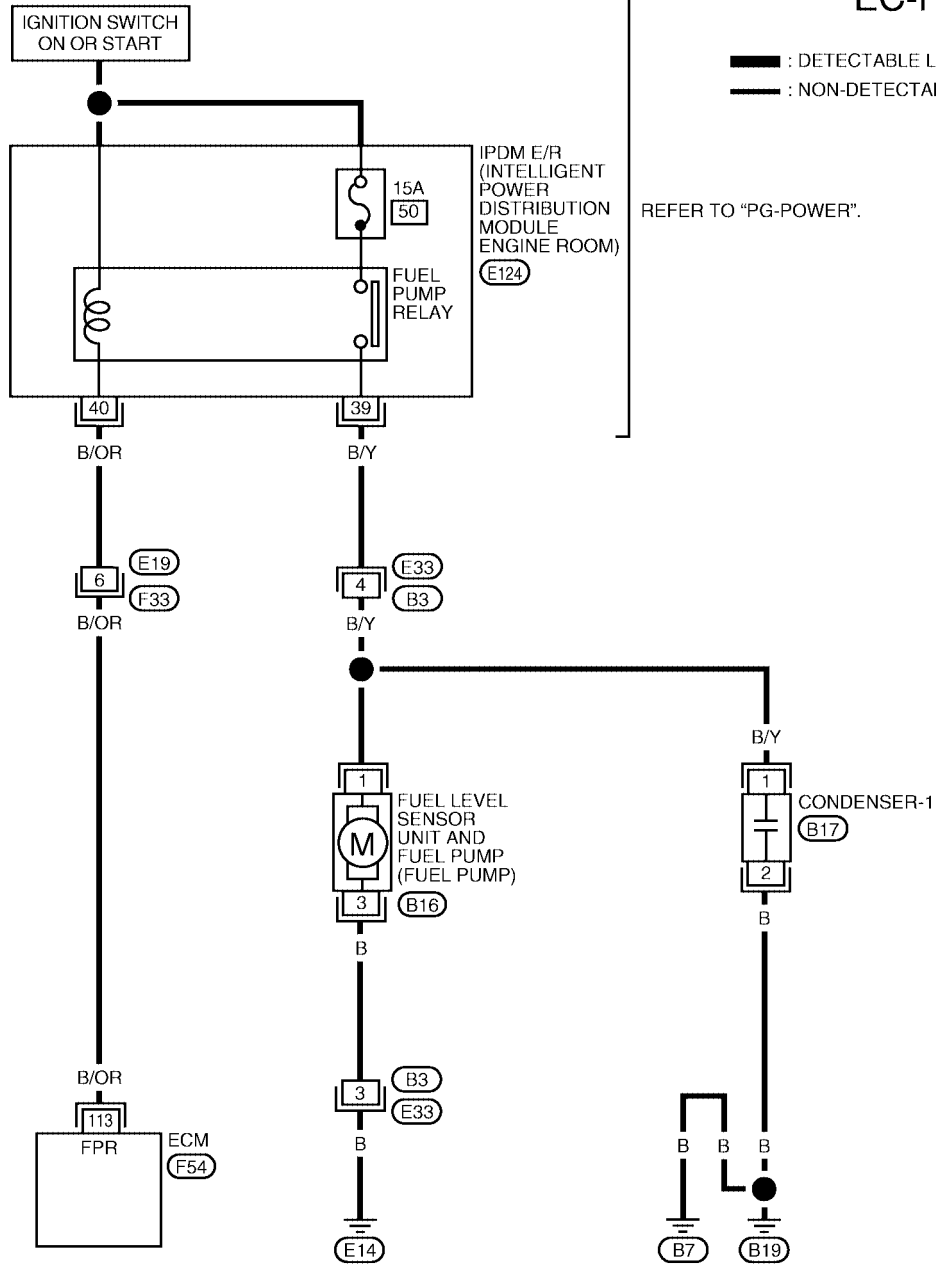 IGNITION SWITCH
ON OR START
: DETECTABLE L
: NON-DETECTA
IPDM E/R
(INTELLIGENT
POWER
DISTRIBUTION
MODULE
ENGINE ROOM)
E124
REFER TO “PG-POWER”.
15A
50
FUEL
PUMP
RELAY
40
39
B/OR
B/Y
6
E19
F33
4
E33
B3
B/OR
B/Y
B/Y
1
FUEL LEVEL
SENSOR
UNIT AND
FUEL PUMP
(FUEL PUMP)
M
3
B16
1
CONDENSER-1
B17
2
B
B
B/OR
3
B3
E33
113
FPR
ECM
F54
B
B
B
B
E14
B7
B19